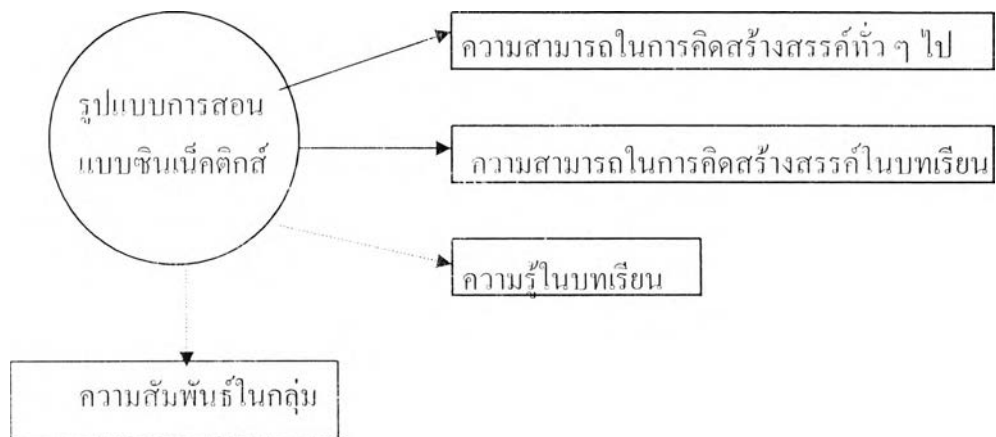 ความสามารถในการคิดสร้างสรรค์ทั่ว ๆ ไป
รูปแบบการสอน
แบบซินเน็คติกส์
ความสามารถในการคิดสร้างสรรค์ในบทเรียน
ความรู้ในบทเรียน
ความสัมพันธ์ในกลุ่ม